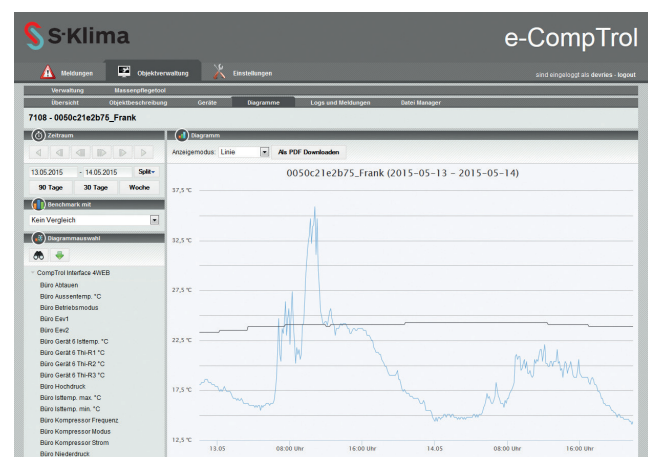 S·Klima
e-CompTrol
Meldungen Objektverwaltung Einstellungen
sind eingeloggt als devries - logout
Verwaltung Massenpflegetool
Übersicht Objektbeschreibung Geräte Diagramme Logs und Meldungen Datei Manager
7108 - 0050c21e2b75_Frank
Zeitraum
13.05.2015 - 14.05.2015 Split
90 Tage 30 Tage Woche
Benchmark mit
Kein Vergleich
Diagrammauswahl
CompTrol Interface 4WEB
Büro Abtauen
Büro Aussentemp. °C
Büro Betriebsmodus
Büro Eev1
Büro Eev2
Büro Gerät 6 Isttemp. °C
Büro Gerät 6 Thi-R1 °C
Büro Gerät 6 Thi-R2 °C
Büro Gerät 6 Thi-R3 °C
Büro Hochdruck
Büro Isttemp. max. °C
Büro Isttemp. min. °C
Büro Kompressor Frequenz
Büro Kompressor Modus
Büro Kompressor Strom
Büro Niederdruck
Diagramm
Anzeigemodus: Linie Als PDF Downloaden
0050c21e2b75_Frank (2015-05-13 - 2015-05-14)
37,5 °C
32,5 °C
27,5 °C
22,5 °C
17,5 °C
12,5 °C
13.05 08:00 Uhr 16:00 Uhr 14.05 08:00 Uhr 16:00 Uhr